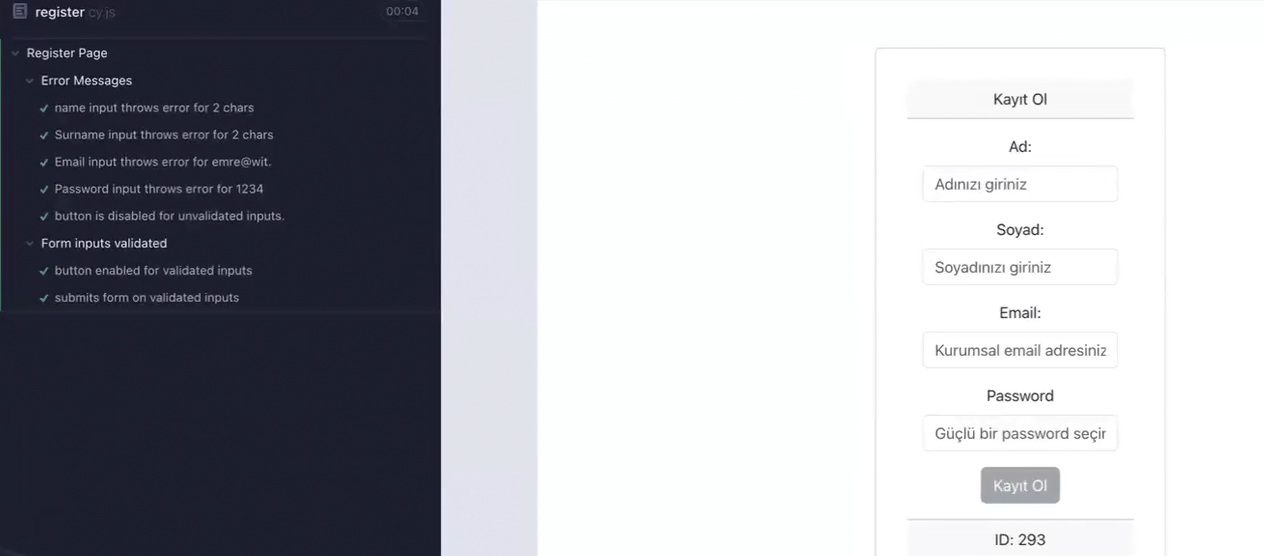 register cy.js
00:04
Register Page
Error Messages
name input throws error for 2 chars
Surname input throws error for 2 chars
Email input throws error for emre@wit.
Password input throws error for 1234
button is disabled for unvalidated inputs.
Form inputs validated
button enabled for validated inputs
submits form on validated inputs
Kayıt Ol
Ad:
Adınızı giriniz
Soyad:
Soyadınızı giriniz
Email:
Kurumsal email adresiniz
Password
Güçlü bir password seçir
Kayıt Ol
ID: 293